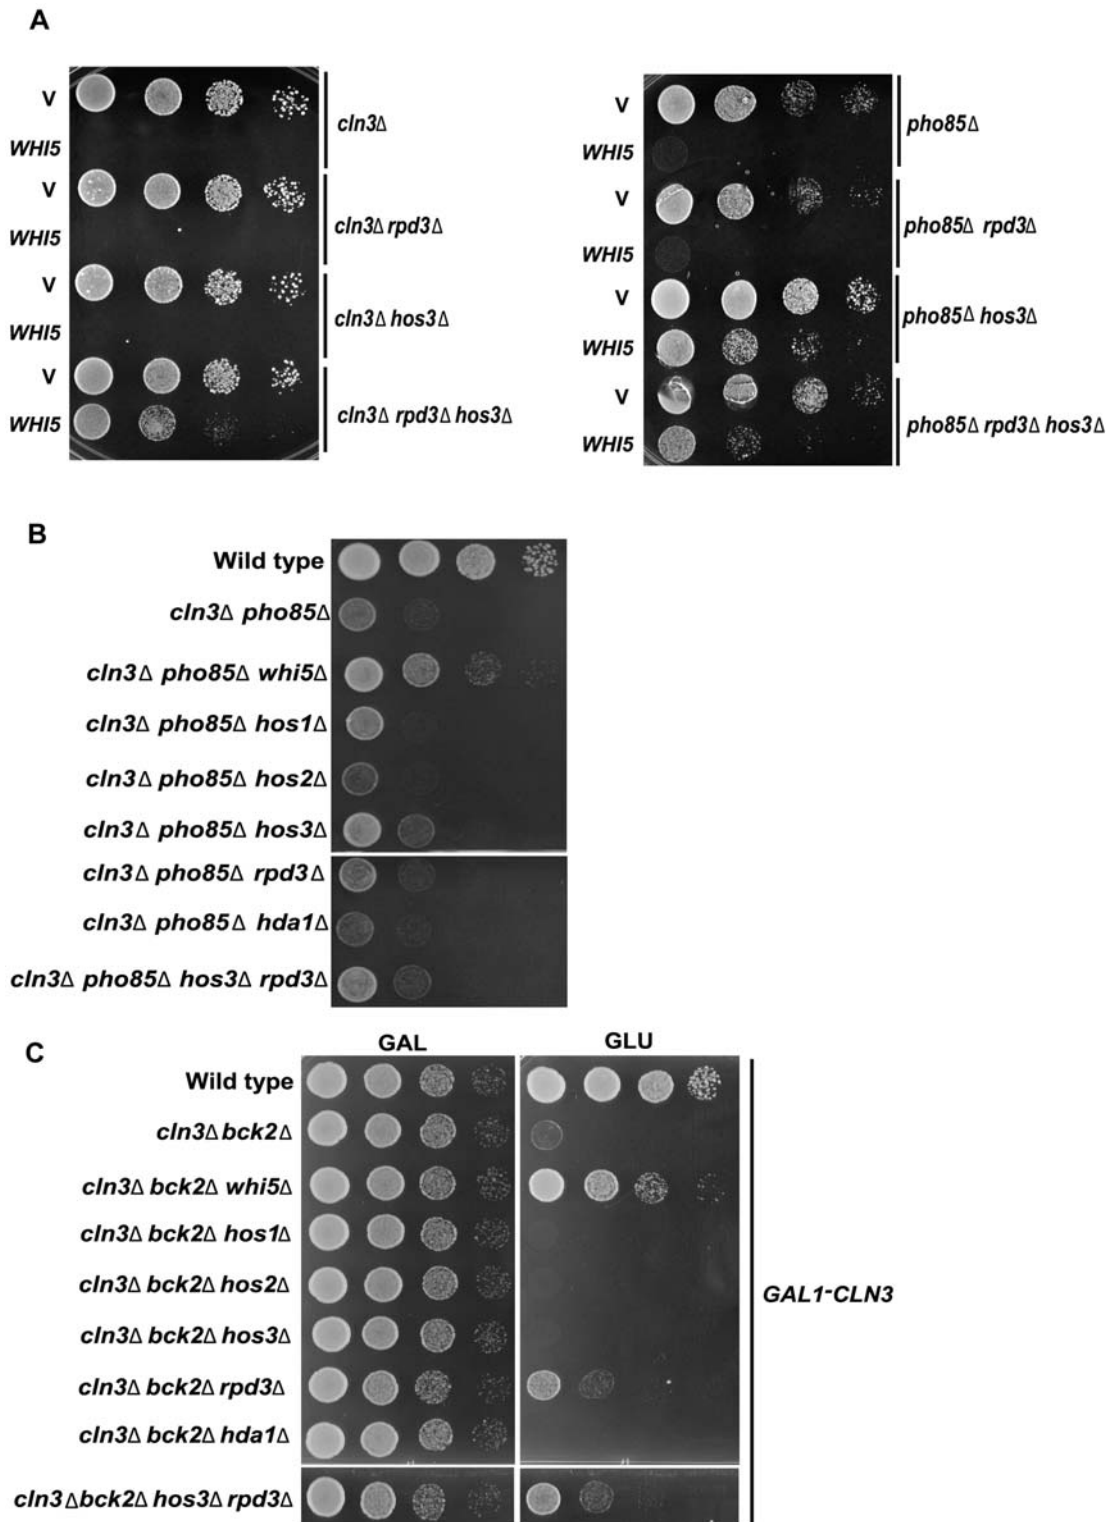 A
V
WHI5
cln3Δ
V
WHI5
cln3Δ rpd3Δ
V
WHI5
cln3Δ hos3Δ
V
WHI5
cln3Δ rpd3Δ hos3Δ
V
WHI5
pho85Δ
V
WHI5
pho85Δ rpd3Δ
V
WHI5
pho85Δ hos3Δ
V
WHI5
pho85Δ rpd3Δ hos3Δ
B
Wild type
cln3Δ pho85Δ
cln3Δ pho85Δ whi5Δ
cln3Δ pho85Δ hos1Δ
cln3Δ pho85Δ hos2Δ
cln3Δ pho85Δ hos3Δ
cln3Δ pho85Δ rpd3Δ
cln3Δ pho85Δ hda1Δ
cln3Δ pho85Δ hos3Δ rpd3Δ
C
GAL GLU
Wild type
cln3Δ bck2Δ
cln3Δ bck2Δ whi5Δ
cln3Δ bck2Δ hos1Δ
cln3Δ bck2Δ hos2Δ
cln3Δ bck2Δ hos3Δ
cln3Δ bck2Δ rpd3Δ
cln3Δ bck2Δ hda1Δ
cln3Δbck2Δ hos3Δ rpd3Δ
GAL1-CLN3